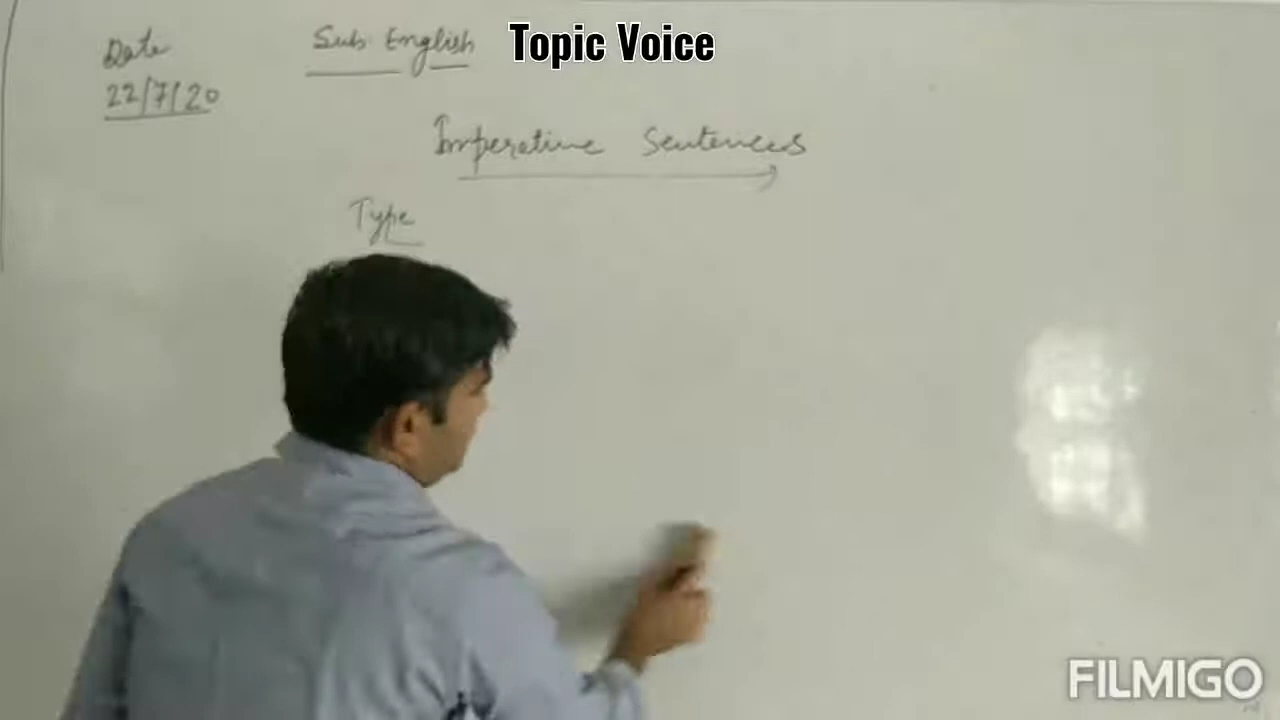 Topic Voice
Date
Sub: English
22/7/20
Imperative Sentences
Type
FILMIGO